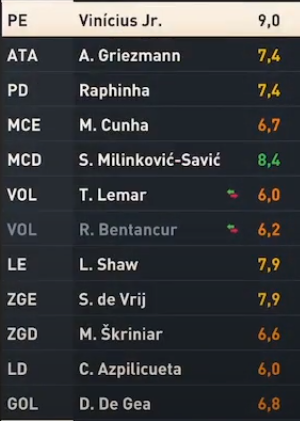 PE Vinícius Jr. 9,0
ATA A. Griezmann 7,4
PD Raphinha 7,4
MCE M. Cunha 6,7
MCD S. Milinković-Savić 8,4
VOL T. Lemar 6,0
VOL R. Bentancur 6,2
LE L. Shaw 7,9
ZGE S. de Vrij 7,9
ZGD M. Škriniar 6,6
LD C. Azpilicueta 6,0
GOL D. De Gea 6,8